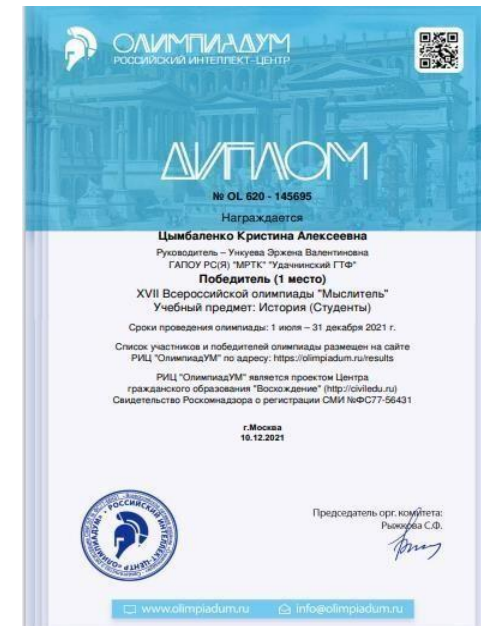 ОЛИМПИАДУМ
РОССИЙСКИЙ ИНТЕЛЛЕКТ-ЦЕНТР
ДИПЛОМ
№ OL 620 - 145695
Награждается
Цымбаленко Кристина Алексеевна
Руководитель – Ункуева Эржена Валентиновна
ГАПОУ РС(Я) "МРТК" "Удачнинский ГТФ"
Победитель (1 место)
XVII Всероссийской олимпиады "Мыслитель"
Учебный предмет: История (Студенты)
Сроки проведения олимпиады: 1 июля – 31 декабря 2021 г.
Список участников и победителей олимпиады размещен на сайте
РИЦ "ОлимпиадУМ" по адресу: https://olimpiadum.ru/results
РИЦ "ОлимпиадУМ" является проектом Центра
гражданского образования "Восхождение" (http://civiledu.ru)
Свидетельство Роскомнадзора о регистрации СМИ №ФС77-56431
г.Москва
10.12.2021
Председатель орг. комитета:
Рыжкова С.Ф.
РОССИЙСКИЙ ИНТЕЛЛЕКТ-ЦЕНТР «ОЛИМПИАДУМ»
www.olimpiadum.ru
info@olimpiadum.ru